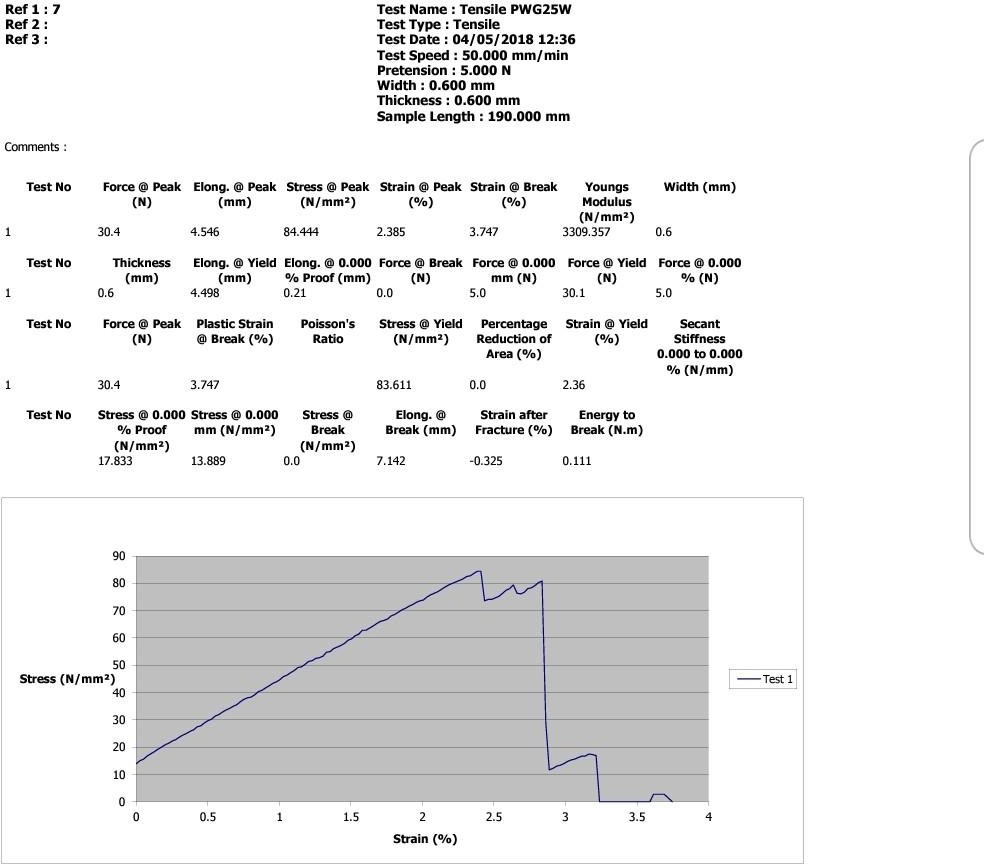 Ref 1 : 7
Ref 2 :
Ref 3 :
Test Name : Tensile PWG25W
Test Type : Tensile
Test Date : 04/05/2018 12:36
Test Speed : 50.000 mm/min
Pretension : 5.000 N
Width : 0.600 mm
Thickness : 0.600 mm
Sample Length : 190.000 mm
Comments :
Test No Force @ Peak Elong. @ Peak Stress @ Peak Strain @ Peak Strain @ Break Youngs Width (mm)
(N) (mm) (N/mm²) (%) (%) Modulus
(N/mm²)
1 30.4 4.546 84.444 2.385 3.747 3309.357 0.6
Test No Thickness Elong. @ Yield Elong. @ 0.000 Force @ Break Force @ 0.000 Force @ Yield Force @ 0.000
(mm) (mm) % Proof (mm) (N) mm (N) (N) % (N)
1 0.6 4.498 0.21 0.0 5.0 30.1 5.0
Test No Force @ Peak Plastic Strain Poisson's Stress @ Yield Percentage Strain @ Yield Secant
(N) @ Break (%) Ratio (N/mm²) Reduction of (%) Stiffness
Area (%) 0.000 to 0.000
% (N/mm)
1 30.4 3.747 83.611 0.0 2.36
Test No Stress @ 0.000 Stress @ 0.000 Stress @ Elong. @ Strain after Energy to
% Proof mm (N/mm²) Break Break (mm) Fracture (%) Break (N.m)
(N/mm²) (N/mm²)
17.833 13.889 0.0 7.142 -0.325 0.111
90
80
70
60
50
Stress (N/mm²)
40
30
20
10
0
0 0.5 1 1.5 2 2.5 3 3.5 4
Strain (%)
Test 1